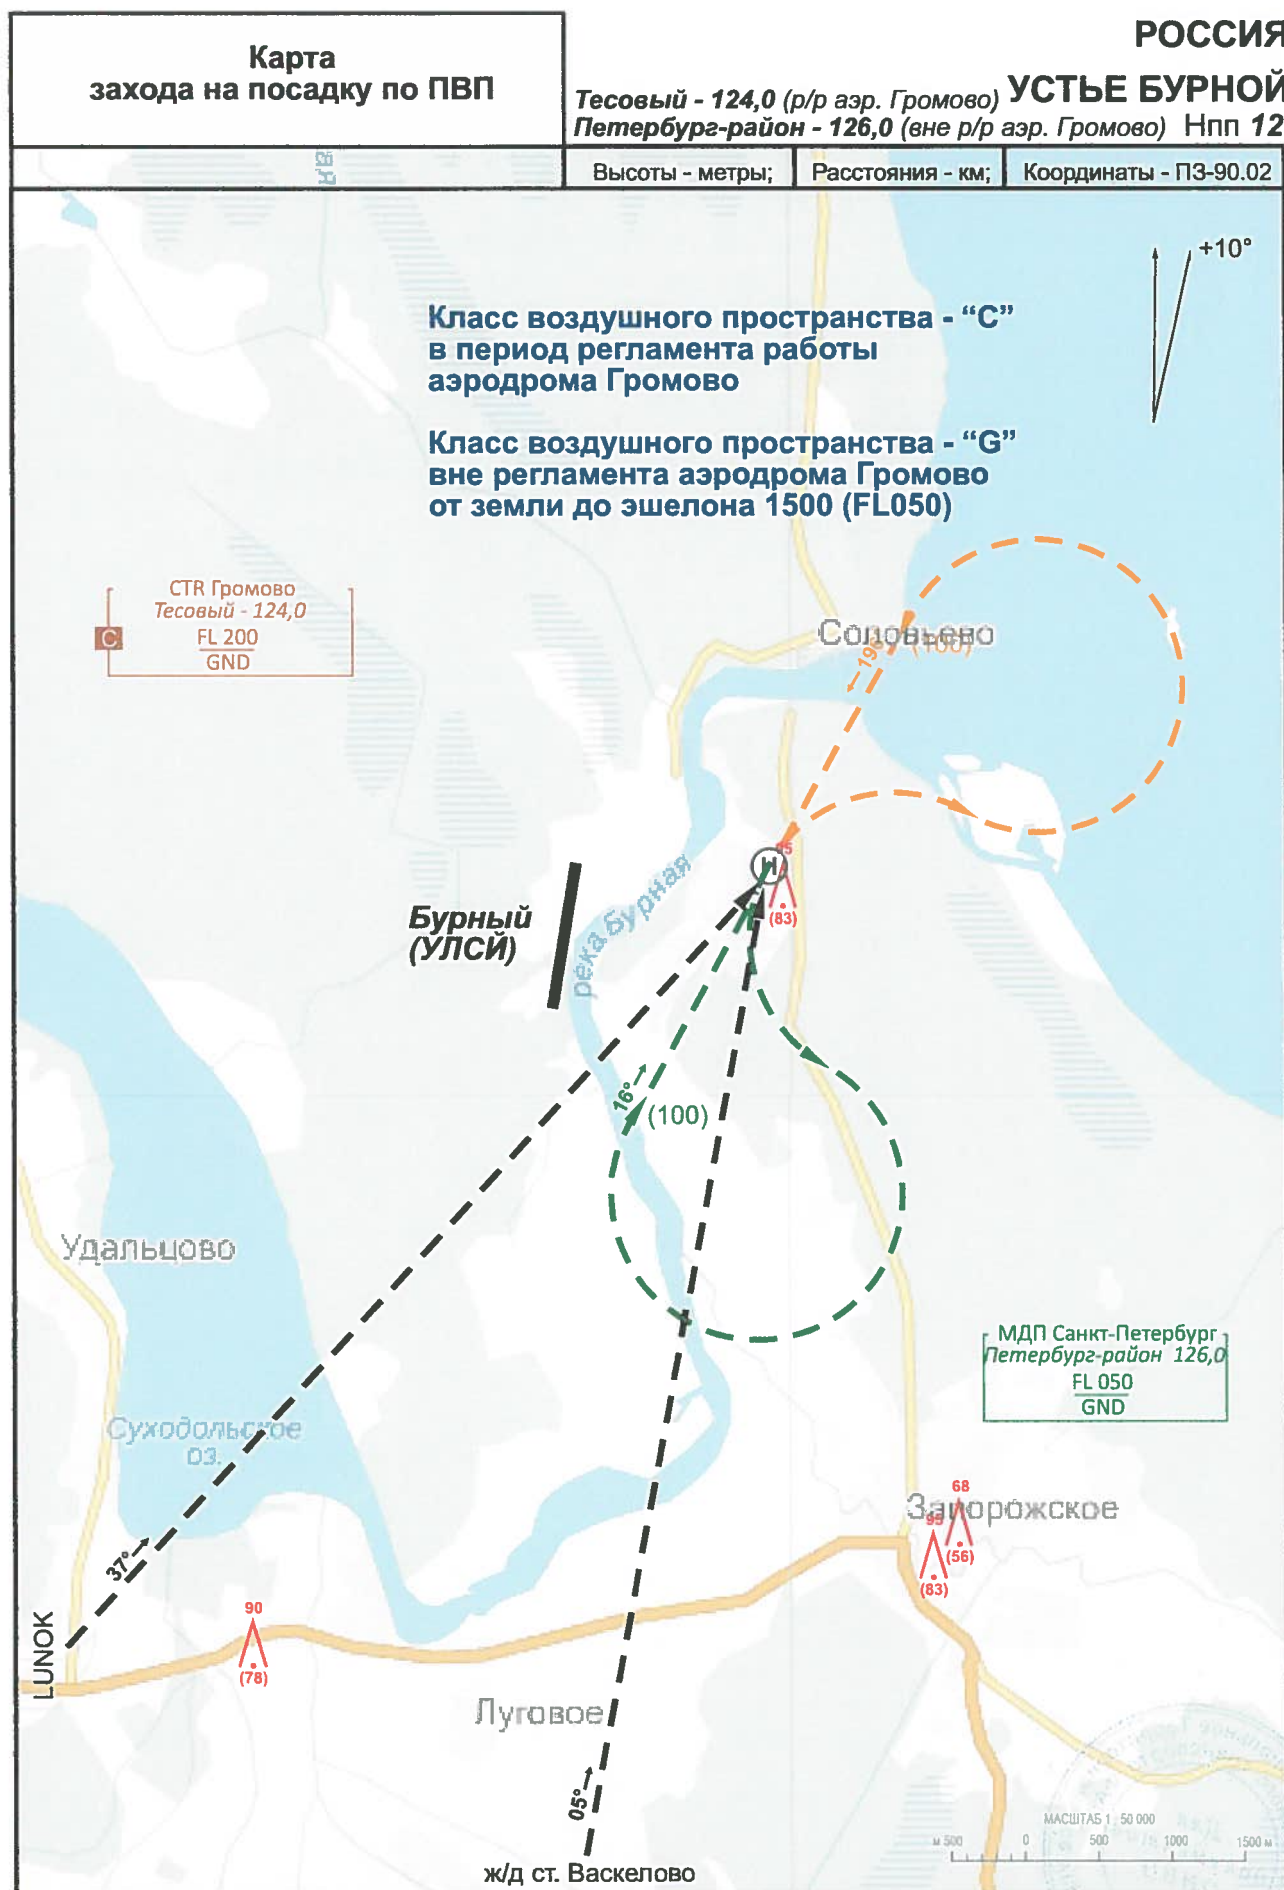 Карта
захода на посадку по ПВП
РОССИЯ
Тесовый - 124,0 (р/р аэр. Громово) УСТЬЕ БУРНОЙ
Петербург-район - 126,0 (вне р/р аэр. Громово) Нпп 12
Высоты - метры; Расстояния - км; Координаты - ПЗ-90.02
+10°
Класс воздушного пространства - “С”
в период регламента работы
аэродрома Громово
Класс воздушного пространства - “G”
вне регламента аэродрома Громово
от земли до эшелона 1500 (FL050)
CTR Громово
Тесовый - 124,0
C
FL 200
GND
Соловьево
(100)
H
(83)
река Бурная
Бурный
(УЛСЙ)
16°
(100)
Удальцово
МДП Санкт-Петербург
Петербург-район 126,0
FL 050
GND
Суходольское
оз.
68
Запорожское
95
(56)
(83)
37°
90
(78)
LUNOK
Луговое
05°
МАСШТАБ 1 : 50 000
м 500 0 500 1000 1500 м
ж/д ст. Васкелово